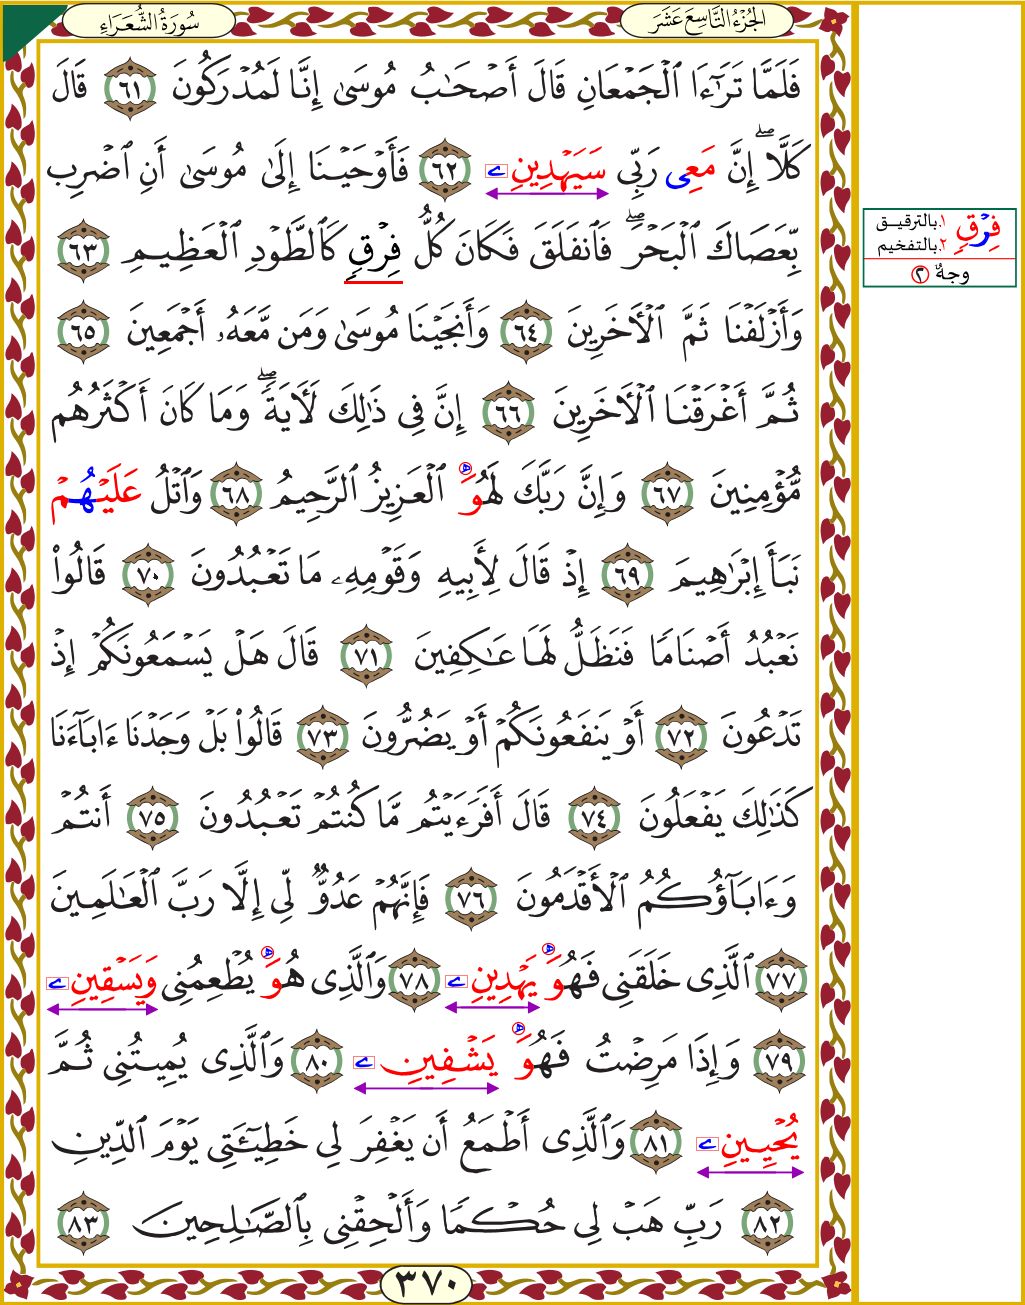 الجُزْءُ التَّاسِعَ عَشَرَ
سُورَةُ الشُّعَرَاءِ
فَلَمَّا تَرَٰٓءَا ٱلْجَمْعَانِ قَالَ أَصْحَٰبُ مُوسَىٰ إِنَّا لَمُدْرَكُونَ ٦١ قَالَ
كَلَّآۖ إِنَّ مَعِى رَبِّى سَيَهْدِينِۦ ٦٢ فَأَوْحَيْنَآ إِلَىٰ مُوسَىٰٓ أَنِ ٱضْرِب
بِّعَصَاكَ ٱلْبَحْرَۖ فَٱنفَلَقَ فَكَانَ كُلُّ فِرْقٍ كَٱلطَّوْدِ ٱلْعَظِيمِ ٦٣
وَأَزْلَفْنَا ثَمَّ ٱلْأَخَرِينَ ٦٤ وَأَنجَيْنَا مُوسَىٰ وَمَن مَّعَهُۥٓ أَجْمَعِينَ ٦٥
ثُمَّ أَغْرَقْنَا ٱلْأَخَرِينَ ٦٦ إِنَّ فِى ذَٰلِكَ لَأَيَةًۖ وَمَا كَانَ أَكْثَرُهُم
مُّؤْمِنِينَ ٦٧ وَإِنَّ رَبَّكَ لَهُوَ ٱلْعَزِيزُ ٱلرَّحِيمُ ٦٨ وَٱتْلُ عَلَيْهُمْ
نَبَأَ إِبْرَٰهِيمَ ٦٩ إِذْ قَالَ لِأَبِيهِ وَقَوْمِهِۦ مَا تَعْبُدُونَ ٧٠ قَالُواْ
نَعْبُدُ أَصْنَامًا فَنَظَلُّ لَهَا عَٰكِفِينَ ٧١ قَالَ هَلْ يَسْمَعُونَكُمْ إِذْ
تَدْعُونَ ٧٢ أَوْ يَنفَعُونَكُمْ أَوْ يَضُرُّونَ ٧٣ قَالُواْ بَلْ وَجَدْنَآ ءَابَآءَنَا
كَذَٰلِكَ يَفْعَلُونَ ٧٤ قَالَ أَفَرَءَيْتُم مَّا كُنتُمْ تَعْبُدُونَ ٧٥ أَنتُمْ
وَءَابَآؤُكُمُ ٱلْأَقْدَمُونَ ٧٦ فَإِنَّهُمْ عَدُوٌّ لِّى إِلَّا رَبَّ ٱلْعَٰلَمِينَ
٧٧ ٱلَّذِى خَلَقَنِى فَهُوَ يَهْدِينِۦ ٧٨ وَٱلَّذِى هُوَ يُطْعِمُنِى وَيَسْقِينِۦ
٧٩ وَإِذَا مَرِضْتُ فَهُوَ يَشْفِينِۦ ٨٠ وَٱلَّذِى يُمِيتُنِى ثُمَّ
يُحْيِينِۦ ٨١ وَٱلَّذِىٓ أَطْمَعُ أَن يَغْفِرَ لِى خَطِيٓـَٔتِى يَوْمَ ٱلدِّينِ
٨٢ رَبِّ هَبْ لِى حُكْمًا وَأَلْحِقْنِى بِٱلصَّٰلِحِينَ ٨٣
٣٧٠
فِرْقٍ ١. بالترقيق
٢. بالتفخيم
وجهٌ ٢